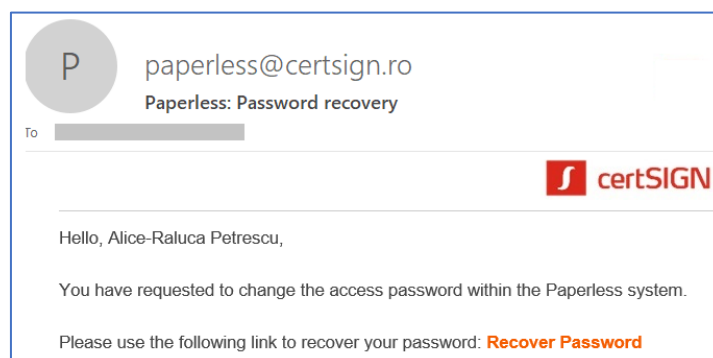 P
paperless@certsign.ro
Paperless: Password recovery
To
certSIGN
Hello, Alice-Raluca Petrescu,
You have requested to change the access password within the Paperless system.
Please use the following link to recover your password: Recover Password